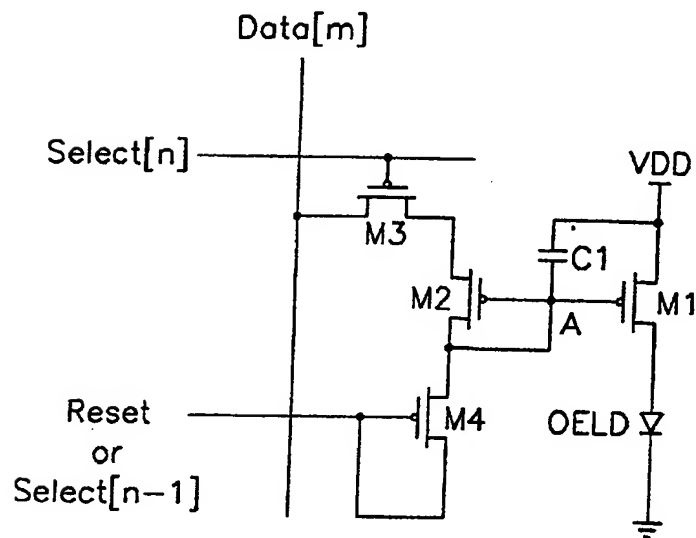 Data[m]
Select[n]
VDD
M3
C1
M2
M1
A
Reset
or
Select[n-1]
M4
OELD